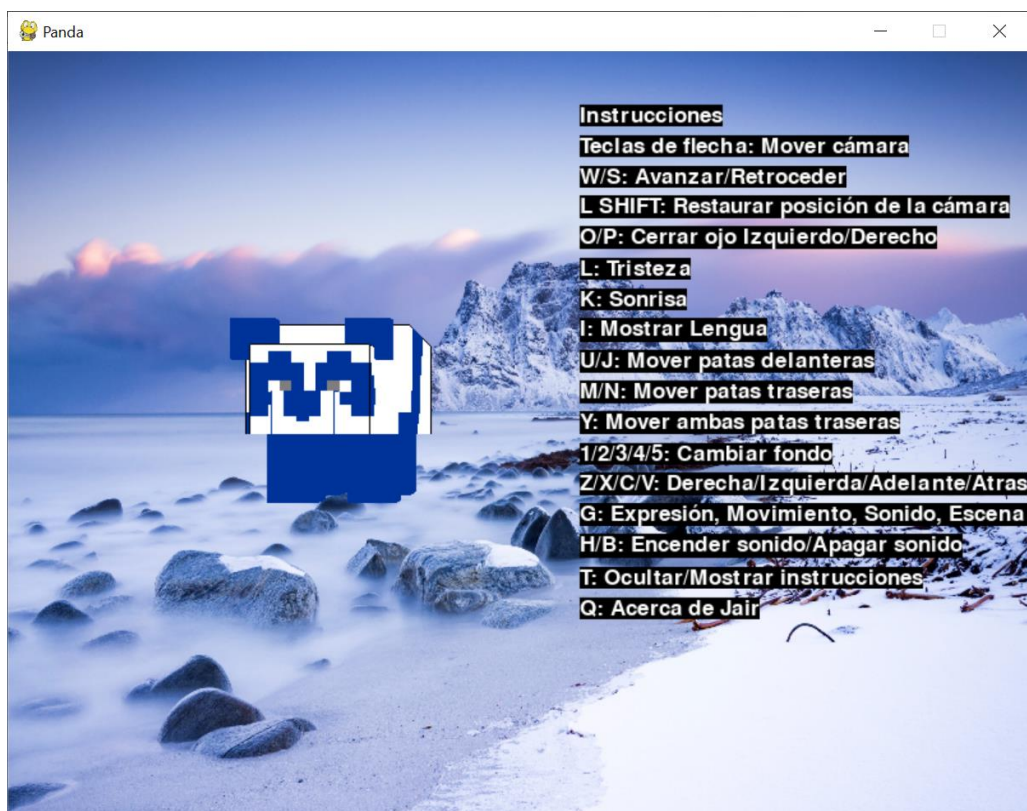 Panda
Instrucciones
Teclas de flecha: Mover cámara
W/S: Avanzar/Retroceder
L SHIFT: Restaurar posición de la cámara
O/P: Cerrar ojo Izquierdo/Derecho
L: Tristeza
K: Sonrisa
I: Mostrar Lengua
U/J: Mover patas delanteras
M/N: Mover patas traseras
Y: Mover ambas patas traseras
1/2/3/4/5: Cambiar fondo
Z/X/C/V: Derecha/Izquierda/Adelante/Atras
G: Expresión, Movimiento, Sonido, Escena
H/B: Encender sonido/Apagar sonido
T: Ocultar/Mostrar instrucciones
Q: Acerca de Jair